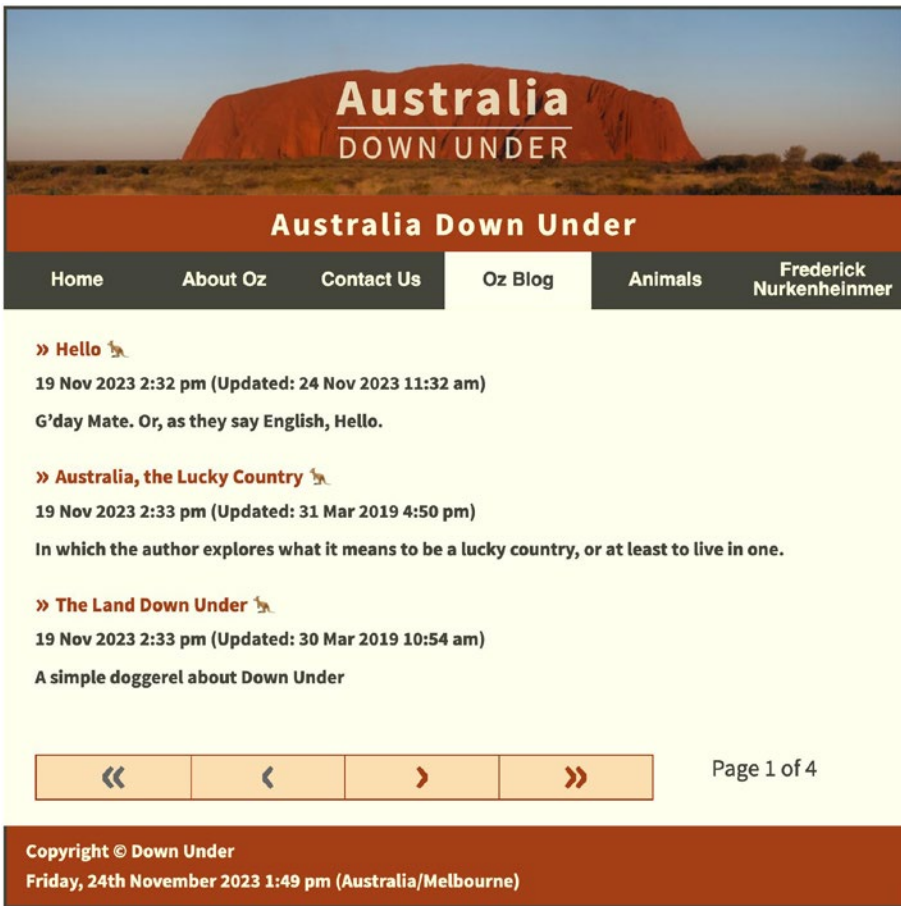 Australia
DOWN UNDER
Australia Down Under
Home About Oz Contact Us Oz Blog Animals Frederick Nurkenheinmer
» Hello
19 Nov 2023 2:32 pm (Updated: 24 Nov 2023 11:32 am)
G’day Mate. Or, as they say English, Hello.
» Australia, the Lucky Country
19 Nov 2023 2:33 pm (Updated: 31 Mar 2019 4:50 pm)
In which the author explores what it means to be a lucky country, or at least to live in one.
» The Land Down Under
19 Nov 2023 2:33 pm (Updated: 30 Mar 2019 10:54 am)
A simple doggerel about Down Under
« ‹ › » Page 1 of 4
Copyright © Down Under
Friday, 24th November 2023 1:49 pm (Australia/Melbourne)